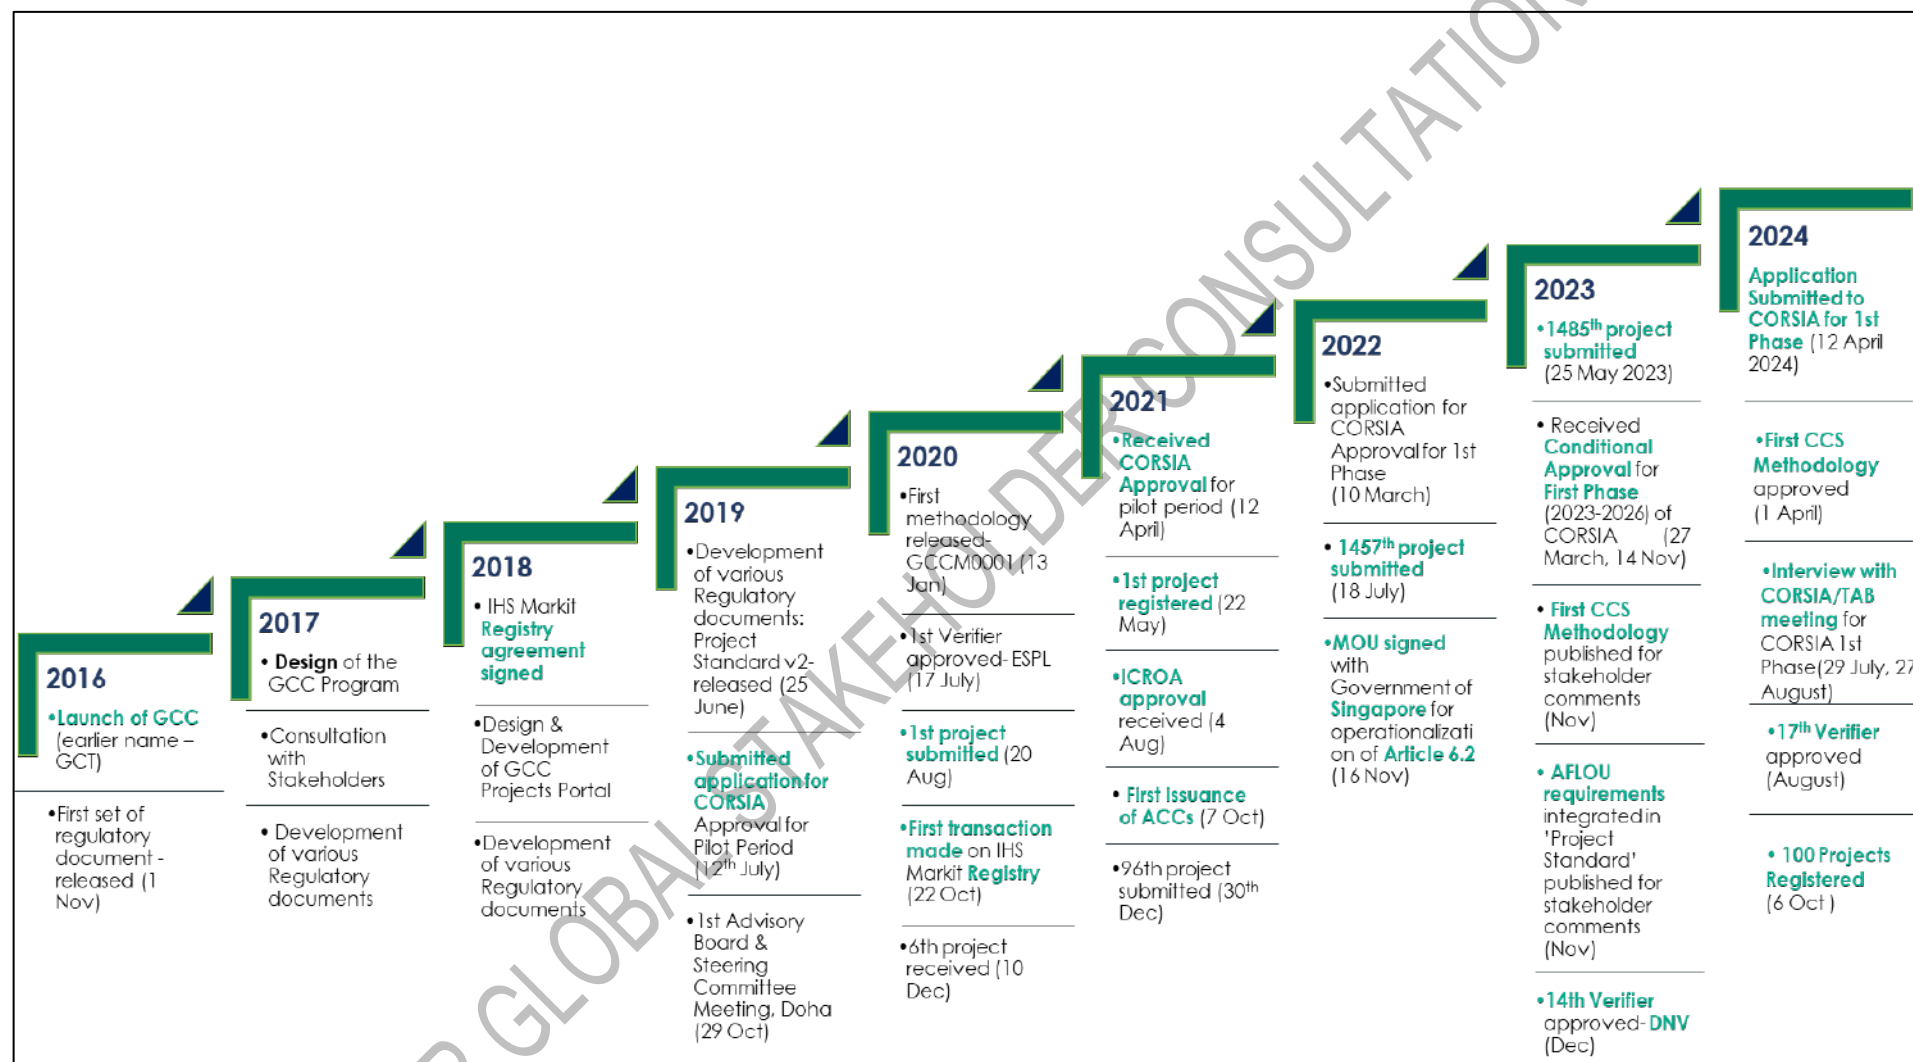 2016
•Launch of GCC
(earlier name –
GCT)
•First set of
regulatory
document -
released (1
Nov)
2017
• Design of the
GCC Program
•Consultation
with
Stakeholders
• Development
of various
Regulatory
documents
2018
• IHS Markit
Registry
agreement
signed
•Design &
Development
of GCC
Projects Portal
•Development
of various
Regulatory
documents
2019
•Development
of various
Regulatory
documents:
Project
Standard v2-
released (25
June)
•Submitted
application for
CORSIA
Approval for
Pilot Period
(12th July)
•1st Advisory
Board &
Steering
Committee
Meeting, Doha
(29 Oct)
2020
•First
methodology
released-
GCCM0001 (13
Jan)
•1st Verifier
approved- ESPL
(17 July)
•1st project
submitted (20
Aug)
•First transaction
made on IHS
Markit Registry
(22 Oct)
•6th project
received (10
Dec)
2021
•Received
CORSIA
Approval for
pilot period (12
April)
•1st project
registered (22
May)
•ICROA
approval
received (4
Aug)
• First Issuance
of ACCs (7 Oct)
•96th project
submitted (30th
Dec)
2022
•Submitted
application for
CORSIA
Approval for 1st
Phase
(10 March)
• 1457th project
submitted
(18 July)
•MOU signed
with
Government of
Singapore for
operationalizati
on of Article 6.2
(16 Nov)
2023
•1485th project
submitted
(25 May 2023)
• Received
Conditional
Approval for
First Phase
(2023-2026) of
CORSIA (27
March, 14 Nov)
• First CCS
Methodology
published for
stakeholder
comments
(Nov)
• AFLOU
requirements
integrated in
'Project
Standard'
published for
stakeholder
comments
(Nov)
•14th Verifier
approved- DNV
(Dec)
2024
Application
Submitted to
CORSIA for 1st
Phase (12 April
2024)
•First CCS
Methodology
approved
(1 April)
•Interview with
CORSIA/TAB
meeting for
CORSIA 1st
Phase(29 July, 27
August)
•17th Verifier
approved
(August)
• 100 Projects
Registered
(6 Oct )
GLOBAL STAKEHOLDER CONSULTATION